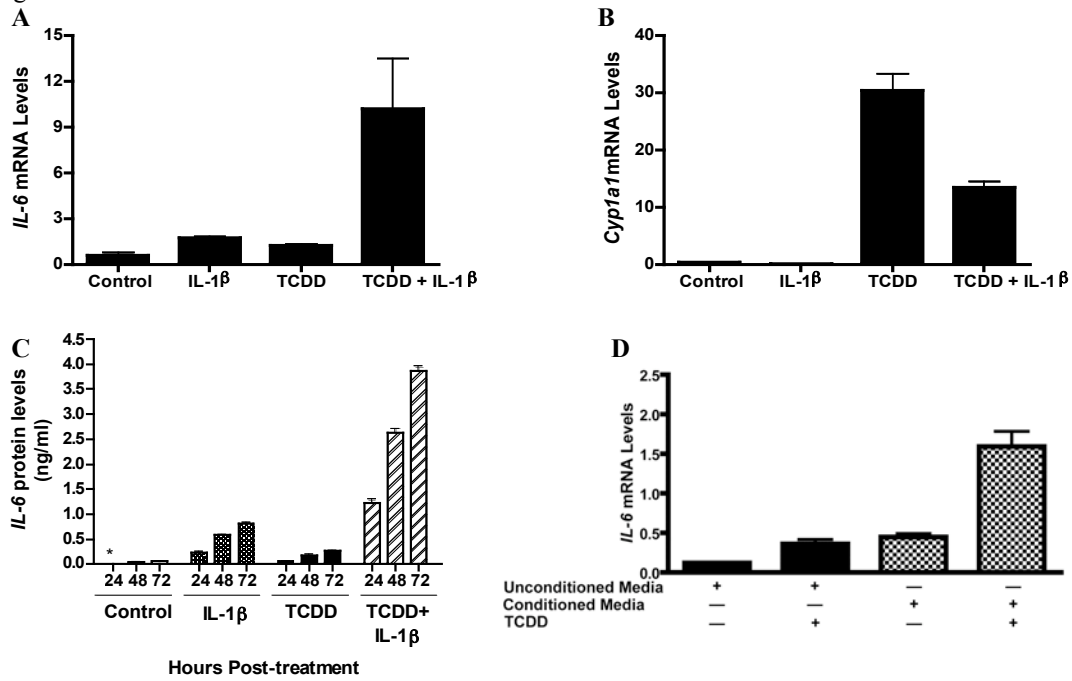 A
IL-6 mRNA Levels
15
12
9
6
3
0
Control IL-1β TCDD TCDD + IL-1β
B
Cyp1a1 mRNA Levels
40
30
20
10
0
Control IL-1β TCDD TCDD + IL-1β
C
IL-6 protein levels
(ng/ml)
4.5
4.0
3.5
3.0
2.5
2.0
1.5
1.0
0.5
0.0
*
24 48 72 24 48 72 24 48 72 24 48 72
Control IL-1β TCDD TCDD+
IL-1β
Hours Post-treatment
D
IL-6 mRNA Levels
2.5
2.0
1.5
1.0
0.5
0.0
Unconditioned Media + + — —
Conditioned Media — — + +
TCDD — + — +